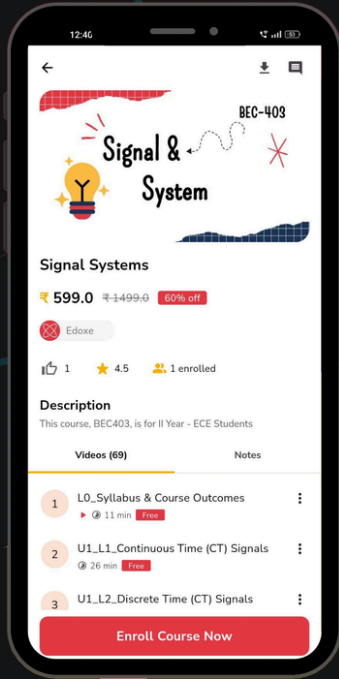 12:40
BEC-403
Signal &
System
Signal Systems
₹ 599.0 ₹ 1499.0 60% off
Edoxe
1 4.5 1 enrolled
Description
This course, BEC403, is for II Year - ECE Students
Videos (69) Notes
1 L0_Syllabus & Course Outcomes
11 min Free
2 U1_L1_Continuous Time (CT) Signals
26 min Free
3 U1_L2_Discrete Time (CT) Signals
Enroll Course Now